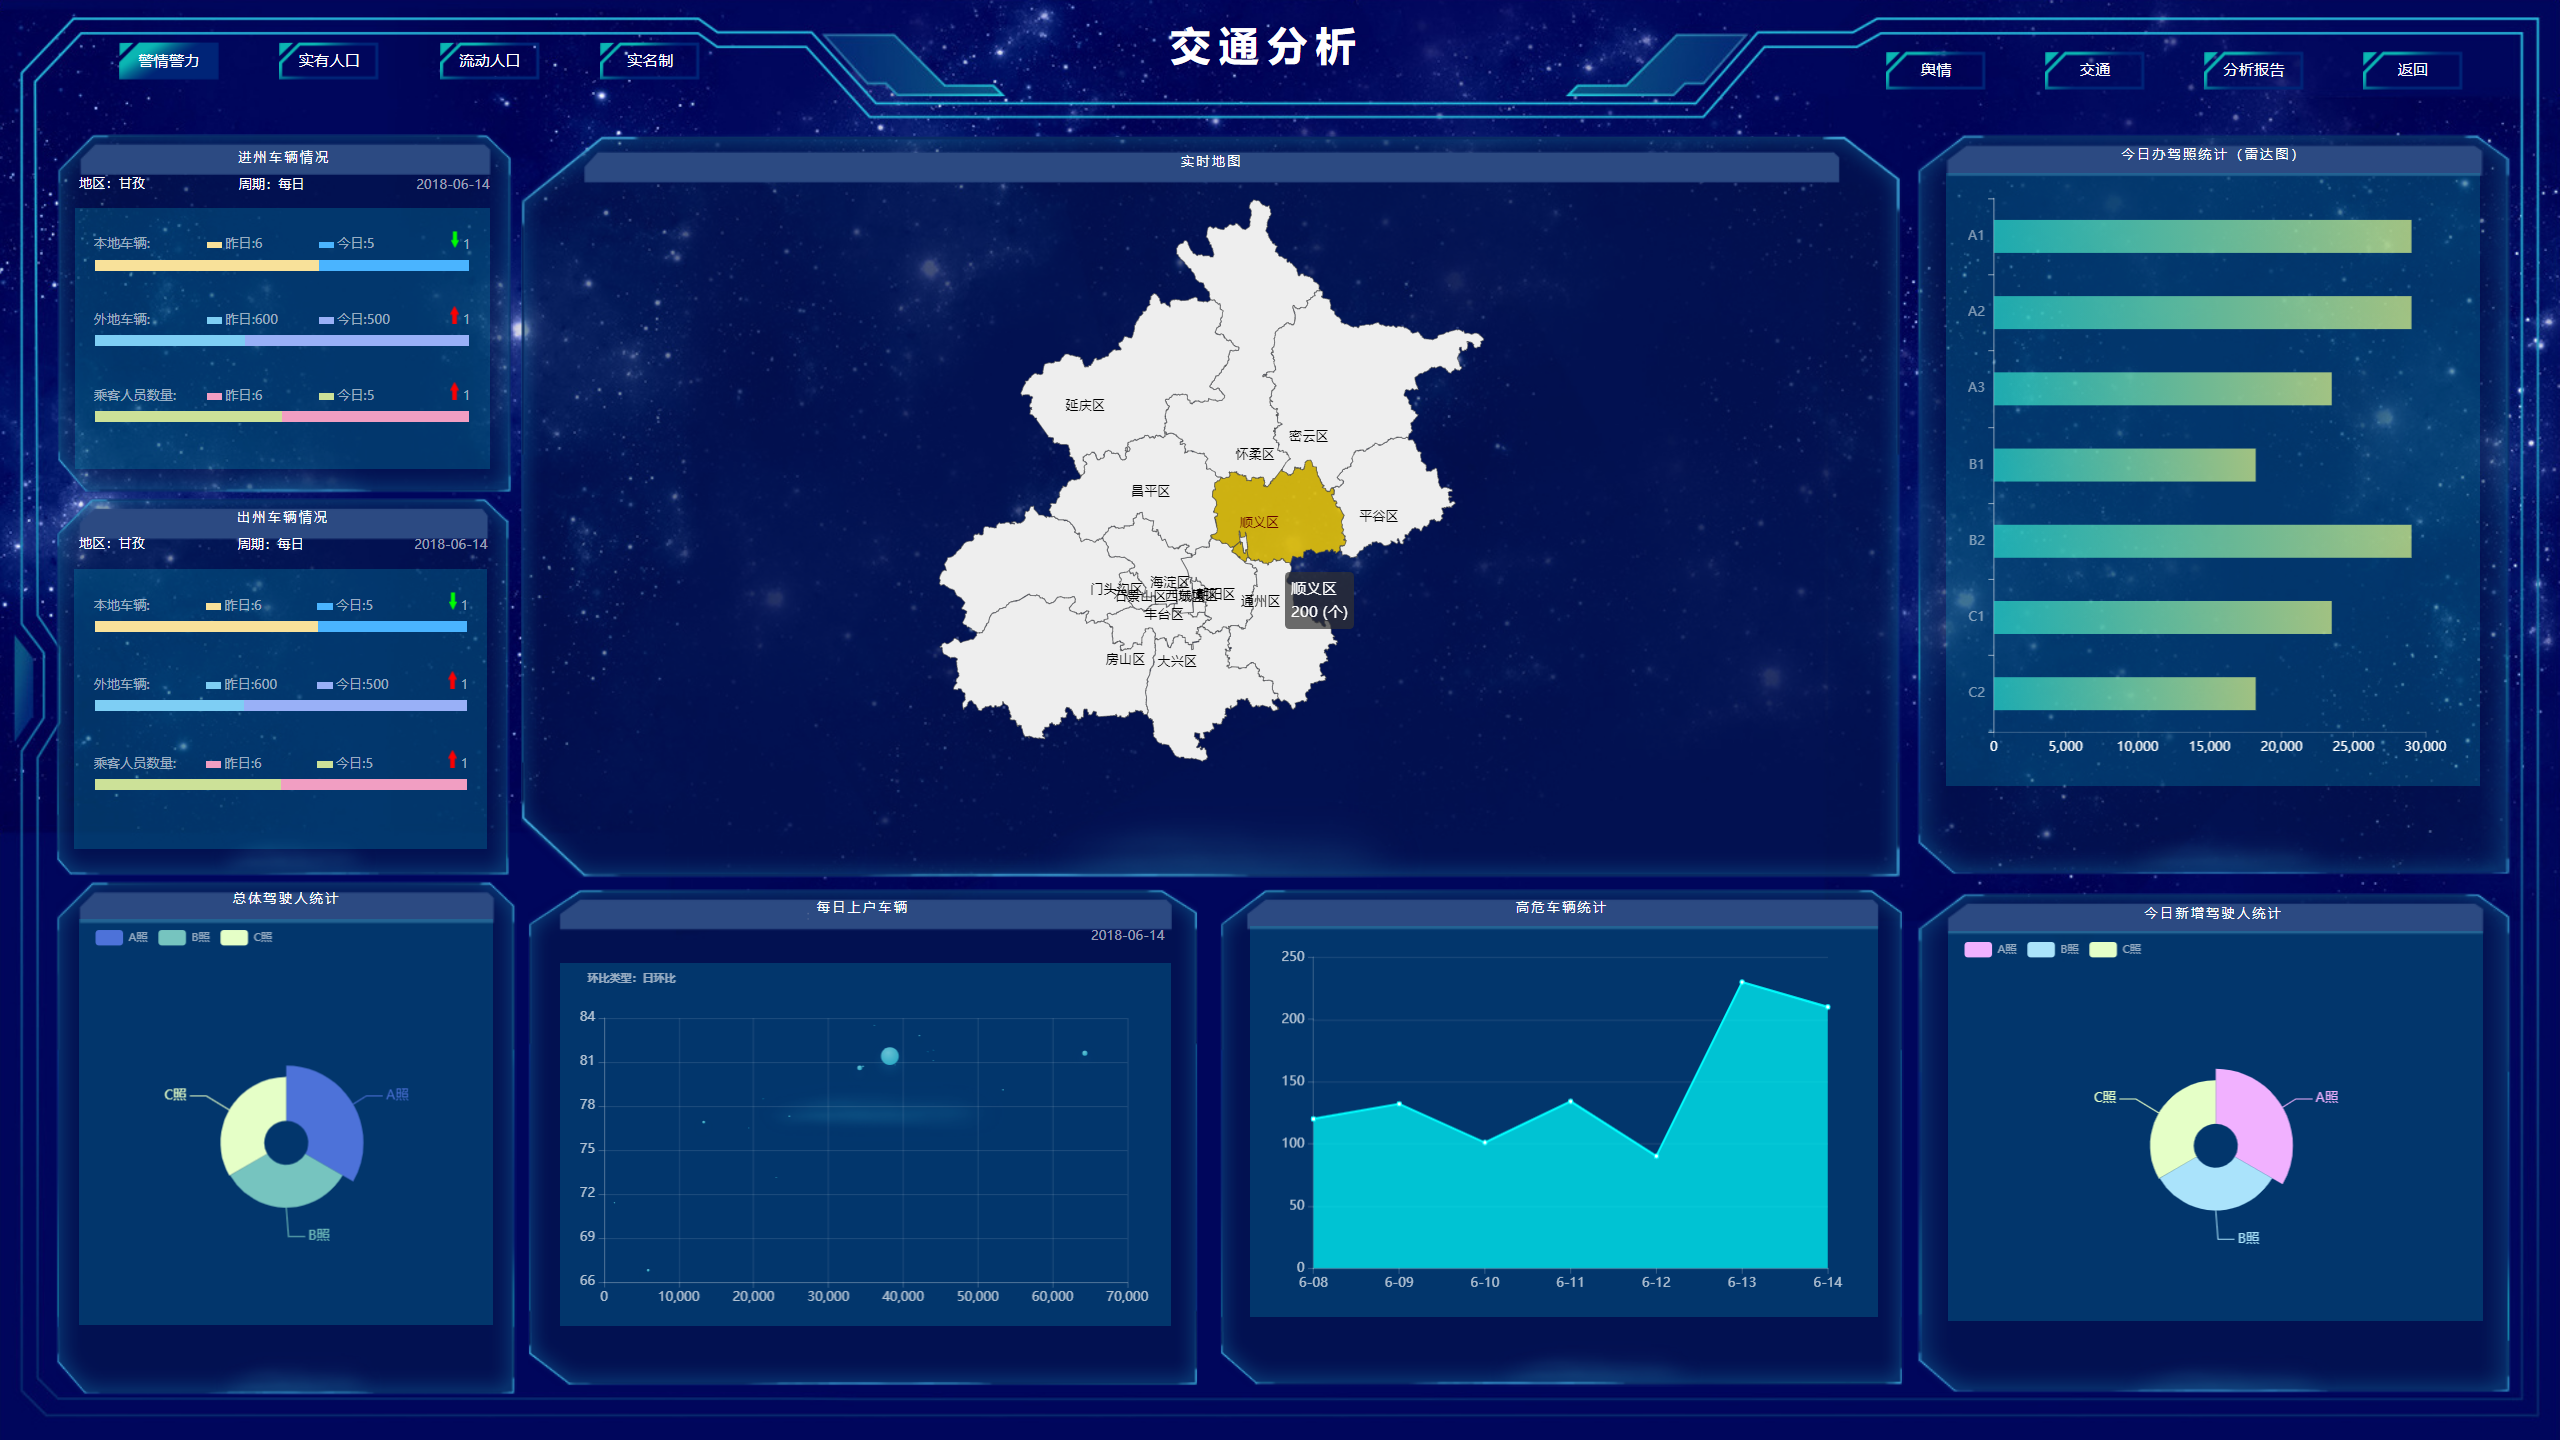 交通分析
警情警力
实有人口
流动人口
实名制
舆情
交通
分析报告
返回
进州车辆情况
地区：甘孜 周期：每日 2018-06-14
本地车辆: 昨日:6 今日:5 1
外地车辆: 昨日:600 今日:500 1
乘客人员数量: 昨日:6 今日:5 1
出州车辆情况
地区：甘孜 周期：每日 2018-06-14
本地车辆: 昨日:6 今日:5 1
外地车辆: 昨日:600 今日:500 1
乘客人员数量: 昨日:6 今日:5 1
实时地图
延庆区
密云区
怀柔区
昌平区
平谷区
顺义区
海淀区
门头沟区
石景山区
通州区
丰台区
房山区
大兴区
顺义区
200 (个)
今日办驾照统计（雷达图）
A1
A2
A3
B1
B2
C1
C2
0 5,000 10,000 15,000 20,000 25,000 30,000
总体驾驶人统计
A照 B照 C照
C照
A照
B照
每日上户车辆
2018-06-14
环比类型：日环比
84
81
78
75
72
69
66
0 10,000 20,000 30,000 40,000 50,000 60,000 70,000
高危车辆统计
250
200
150
100
50
0
6-08 6-09 6-10 6-11 6-12 6-13 6-14
今日新增驾驶人统计
A照 B照 C照
C照
A照
B照